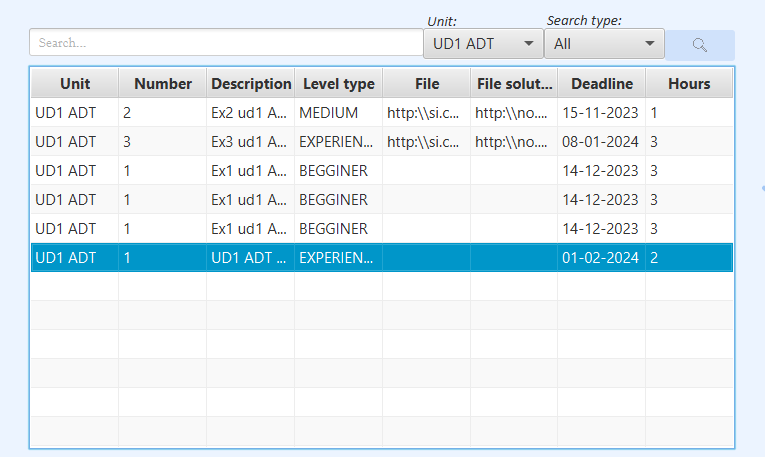 Unit: Search type:
Search... UD1 ADT All
Unit Number Description Level type File File solut... Deadline Hours
UD1 ADT 2 Ex2 ud1 A... MEDIUM http:\\si.c... http:\\no.... 15-11-2023 1
UD1 ADT 3 Ex3 ud1 A... EXPERIEN... http:\\si.c... http:\\no.... 08-01-2024 3
UD1 ADT 1 Ex1 ud1 A... BEGGINER 14-12-2023 3
UD1 ADT 1 Ex1 ud1 A... BEGGINER 14-12-2023 3
UD1 ADT 1 Ex1 ud1 A... BEGGINER 14-12-2023 3
UD1 ADT 1 UD1 ADT ... EXPERIEN... 01-02-2024 2